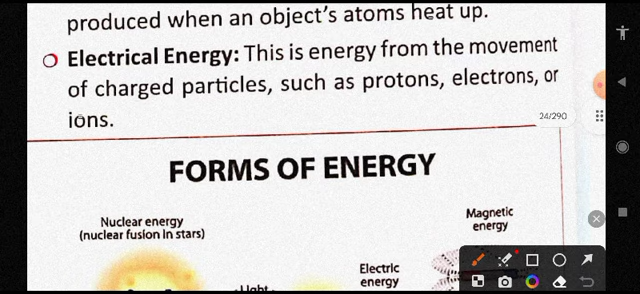 produced when an object's atoms heat up.
Electrical Energy: This is energy from the movement
of charged particles, such as protons, electrons, or
ions.
24/290
FORMS OF ENERGY
Nuclear energy
(nuclear fusion in stars)
Magnetic
energy
Electric
energy
Light